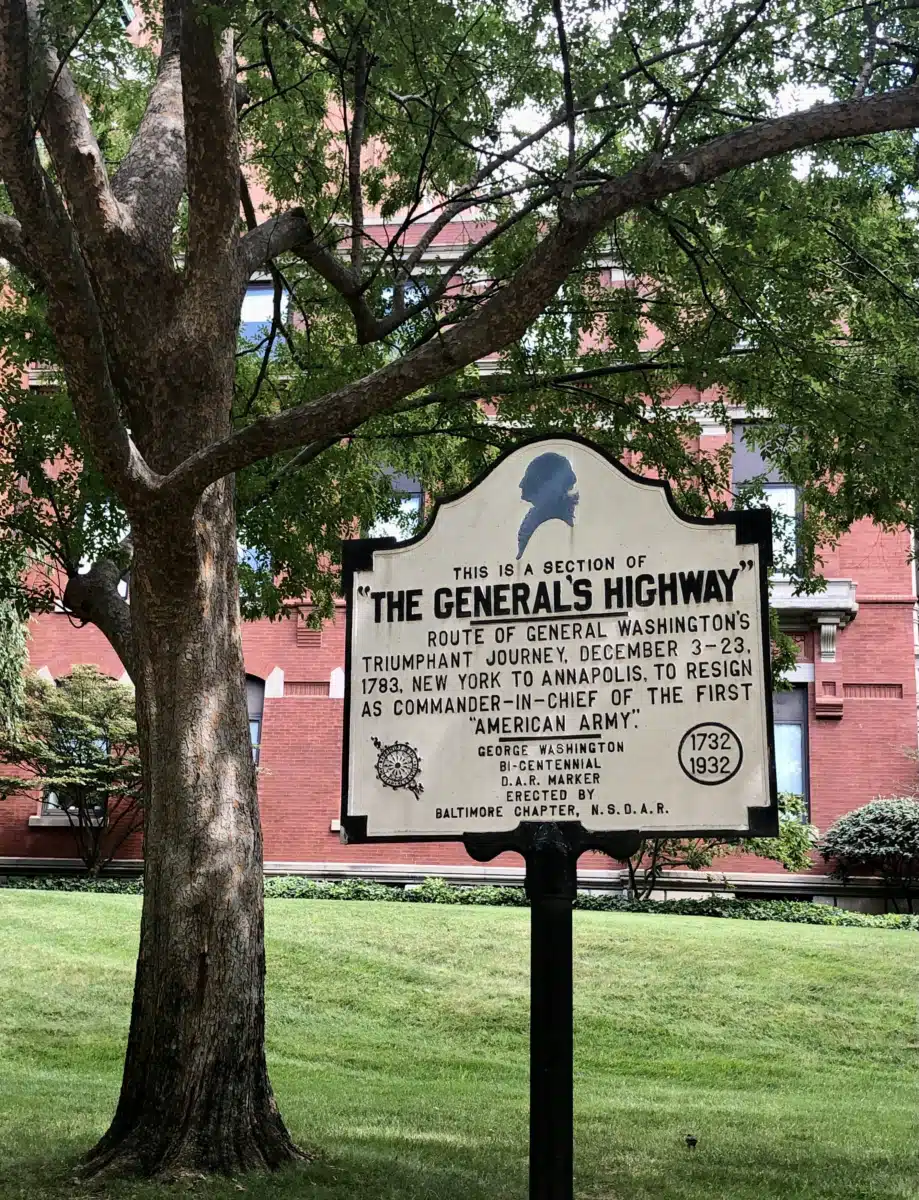 THIS IS A SECTION OF
"THE GENERAL'S HIGHWAY"
ROUTE OF GENERAL WASHINGTON'S
TRIUMPHANT JOURNEY, DECEMBER 3-23,
1783, NEW YORK TO ANNAPOLIS, TO RESIGN
AS COMMANDER-IN-CHIEF OF THE FIRST
"AMERICAN ARMY".
GEORGE WASHINGTON
BI-CENTENNIAL
D.A.R. MARKER
ERECTED BY
BALTIMORE CHAPTER, N.S.D.A.R.
1732
1932